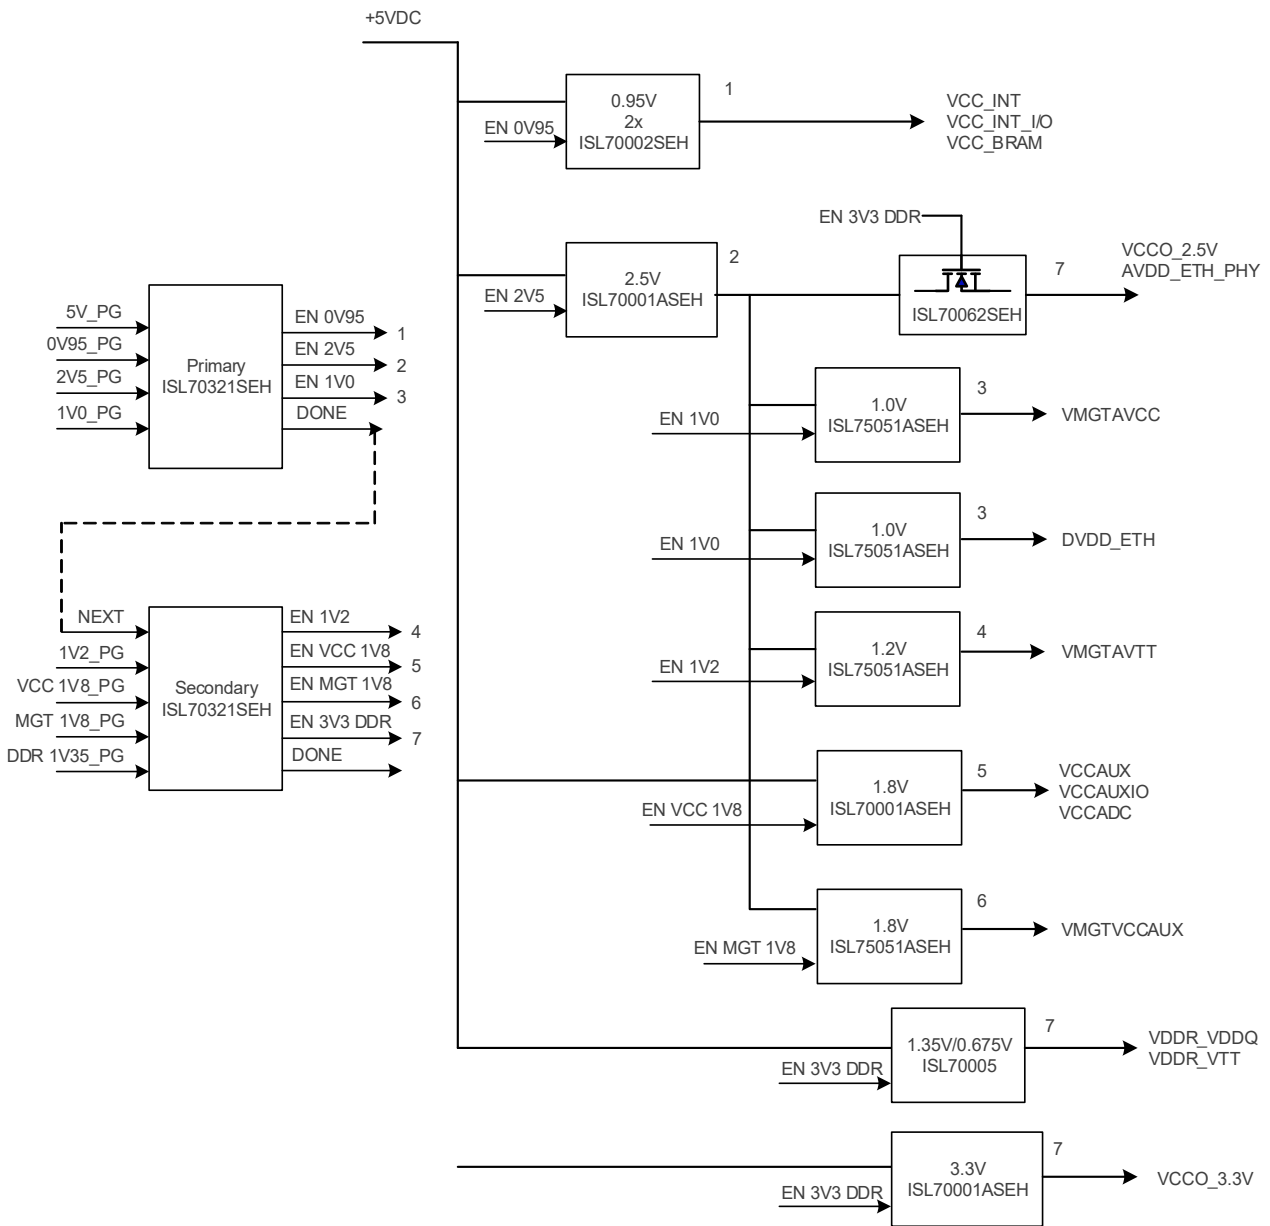 +5VDC
0.95V
2x
ISL70002SEH
EN 0V95
1
VCC_INT
VCC_INT_I/O
VCC_BRAM
2.5V
ISL70001ASEH
EN 2V5
2
EN 3V3 DDR
ISL70062SEH
7
VCCO_2.5V
AVDD_ETH_PHY
5V_PG
0V95_PG
2V5_PG
1V0_PG
Primary
ISL70321SEH
EN 0V95
1
EN 2V5
2
EN 1V0
3
DONE
1.0V
ISL75051ASEH
EN 1V0
3
VMGTAVCC
1.0V
ISL75051ASEH
EN 1V0
3
DVDD_ETH
NEXT
1V2_PG
VCC 1V8_PG
MGT 1V8_PG
DDR 1V35_PG
Secondary
ISL70321SEH
EN 1V2
4
EN VCC 1V8
5
EN MGT 1V8
6
EN 3V3 DDR
7
DONE
1.2V
ISL75051ASEH
EN 1V2
4
VMGTAVTT
1.8V
ISL70001ASEH
EN VCC 1V8
5
VCCAUX
VCCAUXIO
VCCADC
1.8V
ISL75051ASEH
EN MGT 1V8
6
VMGTVCCAUX
1.35V/0.675V
ISL70005
EN 3V3 DDR
7
VDDR_VDDQ
VDDR_VTT
3.3V
ISL70001ASEH
EN 3V3 DDR
7
VCCO_3.3V